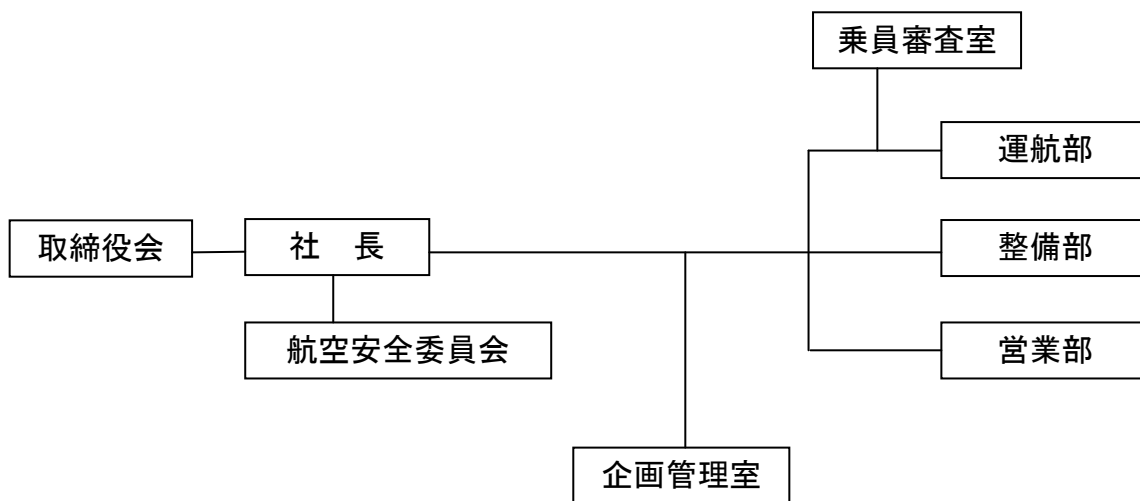 乗員審査室
運航部
取締役会
社　長
整備部
航空安全委員会
営業部
企画管理室